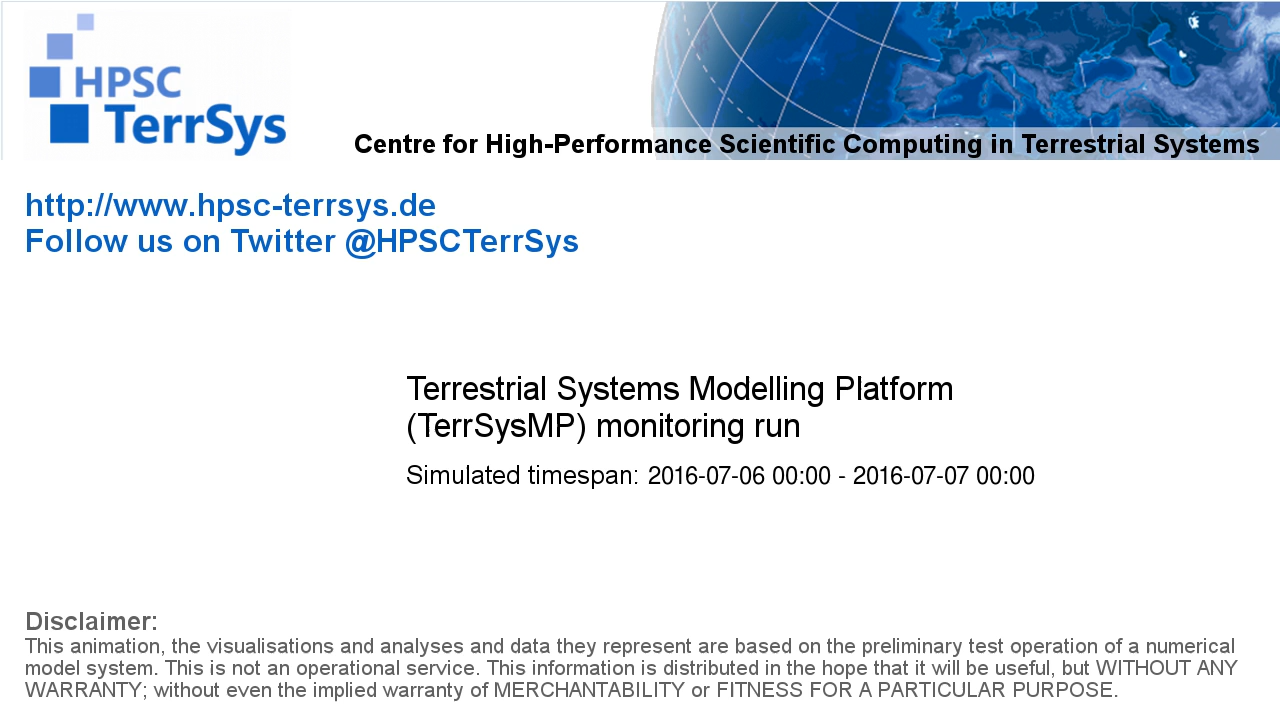 HPSC
TerrSys
Centre for High-Performance Scientific Computing in Terrestrial Systems
http://www.hpsc-terrsys.de
Follow us on Twitter @HPSCTerrSys
Terrestrial Systems Modelling Platform
(TerrSysMP) monitoring run
Simulated timespan: 2016-07-06 00:00 - 2016-07-07 00:00
Disclaimer:
This animation, the visualisations and analyses and data they represent are based on the preliminary test operation of a numerical
model system. This is not an operational service. This information is distributed in the hope that it will be useful, but WITHOUT ANY
WARRANTY; without even the implied warranty of MERCHANTABILITY or FITNESS FOR A PARTICULAR PURPOSE.